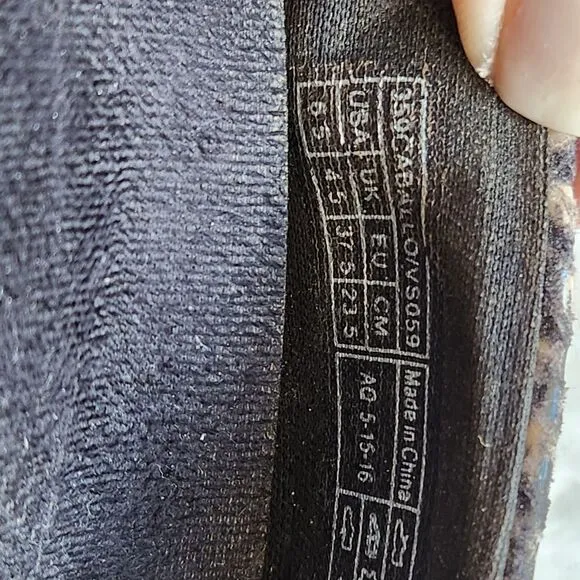 LOVS059
USA UK EU CM
6.5 4.5 37.5 23.5
Made in China
AO 5-15-16